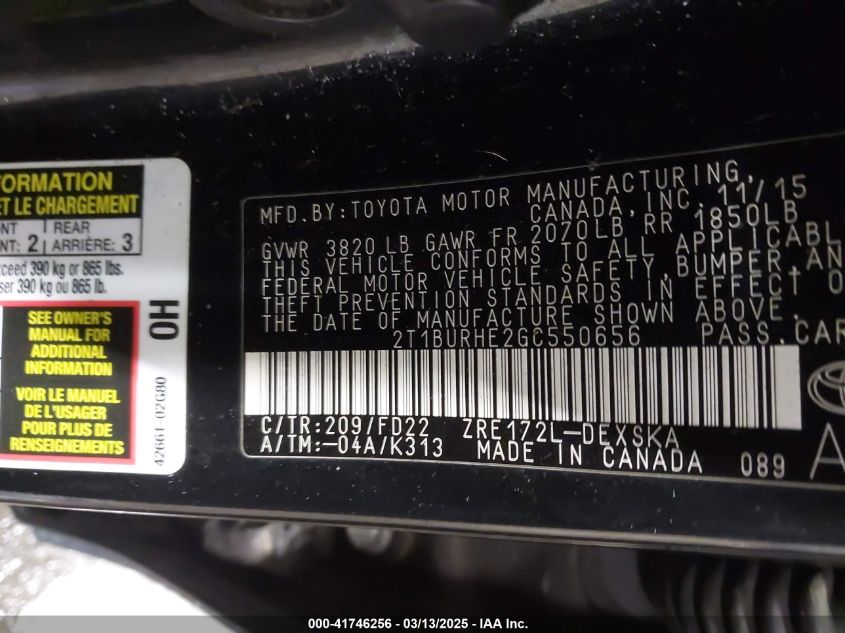 FORMATION
ET LE CHARGEMENT
REAR
2 ARRIÈRE: 3
390 kg or 865 lbs.
390 kg ou 865 lb.
SEE OWNER'S
MANUAL FOR
ADDITIONAL
INFORMATION
VOIR LE MANUEL
DE L'USAGER
POUR PLUS DE
RENSEIGNEMENTS
OH
42661-02G80
MFD.BY:TOYOTA MOTOR MANUFACTURING,
CANADA, INC. 11/15
GVWR 3820 LB GAWR FR 2070LB RR 1850LB
THIS VEHICLE CONFORMS TO ALL APPLICABL
FEDERAL MOTOR VEHICLE SAFETY, BUMPER, AN
THEFT PREVENTION STANDARDS IN EFFECT O
THE DATE OF MANUFACTURE SHOWN ABOVE.
2T1BURHE2GC550656 PASS.CAR
C/TR:209/FD22 ZRE172L-DEXSKA
A/TM:-04A/K313 MADE IN CANADA 089
000-41746256 / 03/13/2025 - IAA Inc.